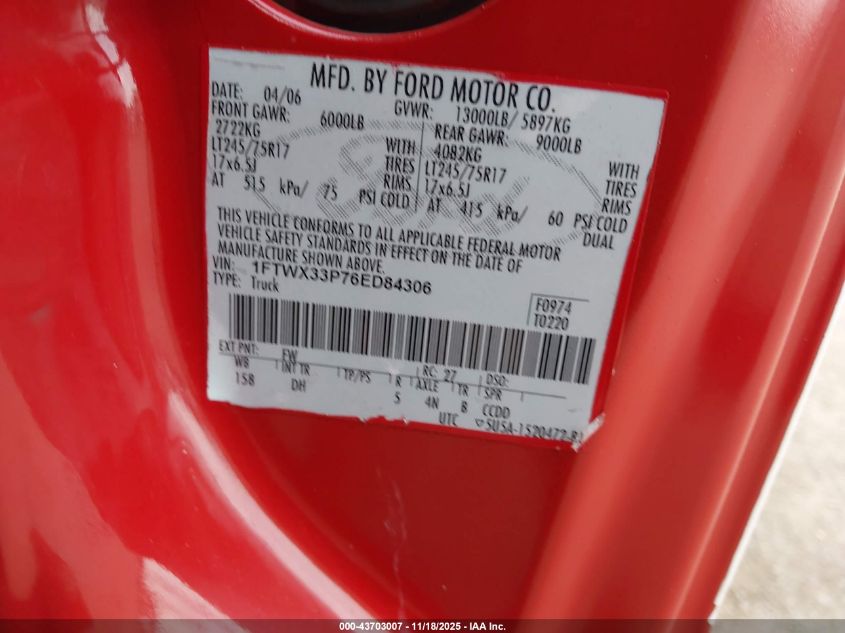 MFD. BY FORD MOTOR CO.
DATE: 04/06 GVWR: 13000LB/ 5897KG
FRONT GAWR: 6000LB REAR GAWR: 9000LB
2722KG WITH 4082KG WITH
LT245/75R17 TIRES LT245/75R17 TIRES
17x6.5J RIMS 17x6.5J RIMS
AT 515 kPa/ 75 PSI COLD AT 415 kPa/ 60 PSI COLD
DUAL
THIS VEHICLE CONFORMS TO ALL APPLICABLE FEDERAL MOTOR
VEHICLE SAFETY STANDARDS IN EFFECT ON THE DATE OF
MANUFACTURE SHOWN ABOVE.
VIN: 1FTWX33P76ED84306
TYPE: Truck
F0974
T0220
EXT PNT: FW RC: 27 DSO:
WB INT TR TP/PS R AXLE TR SPR
158 DH 5 4N B CCDD
UTC ▽5U5A-1520472-B1
000-43703007 - 11/18/2025 - IAA Inc.